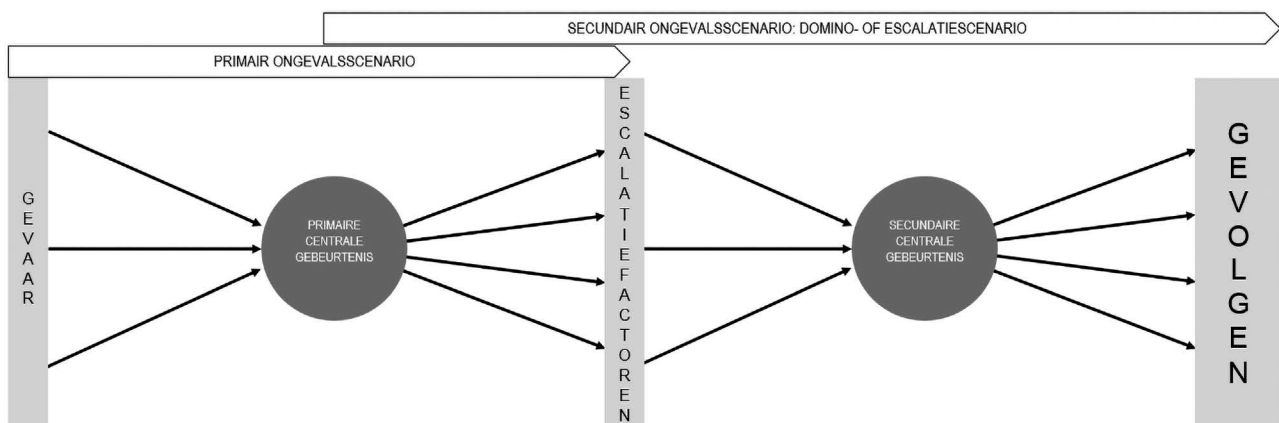 SECUNDAIR ONGEVALSSCENARIO: DOMINO- OF ESCALATIESCENARIO
PRIMAIR ONGEVALSSCENARIO
GEVAAR
PRIMAIRE
CENTRALE
GEBEURTENIS
ESCALATIEFACTOREN
SECUNDAIRE
CENTRALE
GEBEURTENIS
GEVOLGEN